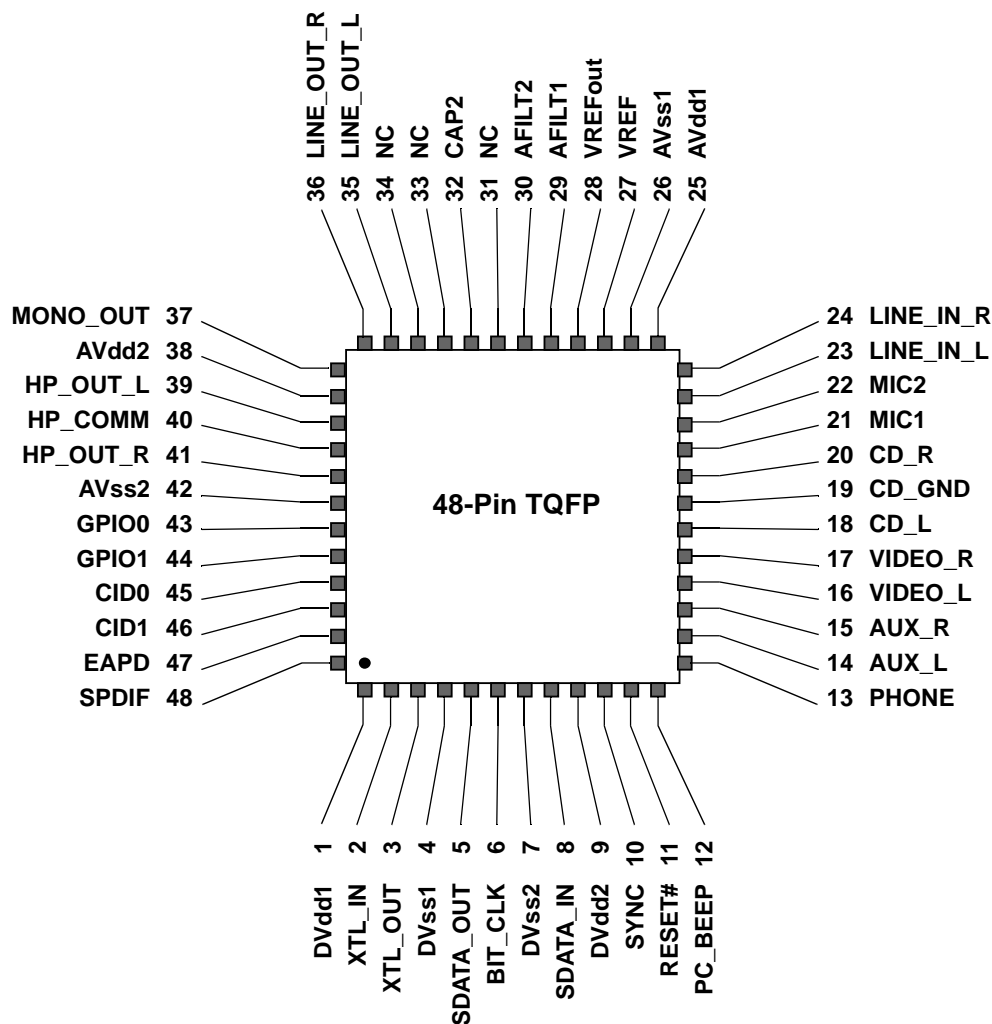 36 LINE_OUT_R
35 LINE_OUT_L
34 NC
33 NC
32 CAP2
31 NC
30 AFILT2
29 AFILT1
28 VREFout
27 VREF
26 AVss1
25 AVdd1
MONO_OUT 37
AVdd2 38
HP_OUT_L 39
HP_COMM 40
HP_OUT_R 41
AVss2 42
GPIO0 43
GPIO1 44
CID0 45
CID1 46
EAPD 47
SPDIF 48
48-Pin TQFP
24 LINE_IN_R
23 LINE_IN_L
22 MIC2
21 MIC1
20 CD_R
19 CD_GND
18 CD_L
17 VIDEO_R
16 VIDEO_L
15 AUX_R
14 AUX_L
13 PHONE
DVdd1 1
XTL_IN 2
XTL_OUT 3
DVss1 4
SDATA_OUT 5
BIT_CLK 6
DVss2 7
SDATA_IN 8
DVdd2 9
SYNC 10
RESET# 11
PC_BEEP 12